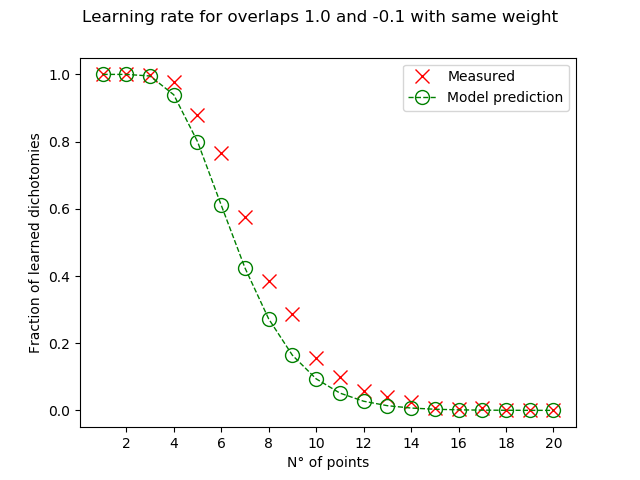 Learning rate for overlaps 1.0 and -0.1 with same weight
1.0
0.8
0.6
0.4
0.2
0.0
Fraction of learned dichotomies
Measured
Model prediction
2 4 6 8 10 12 14 16 18 20
N° of points